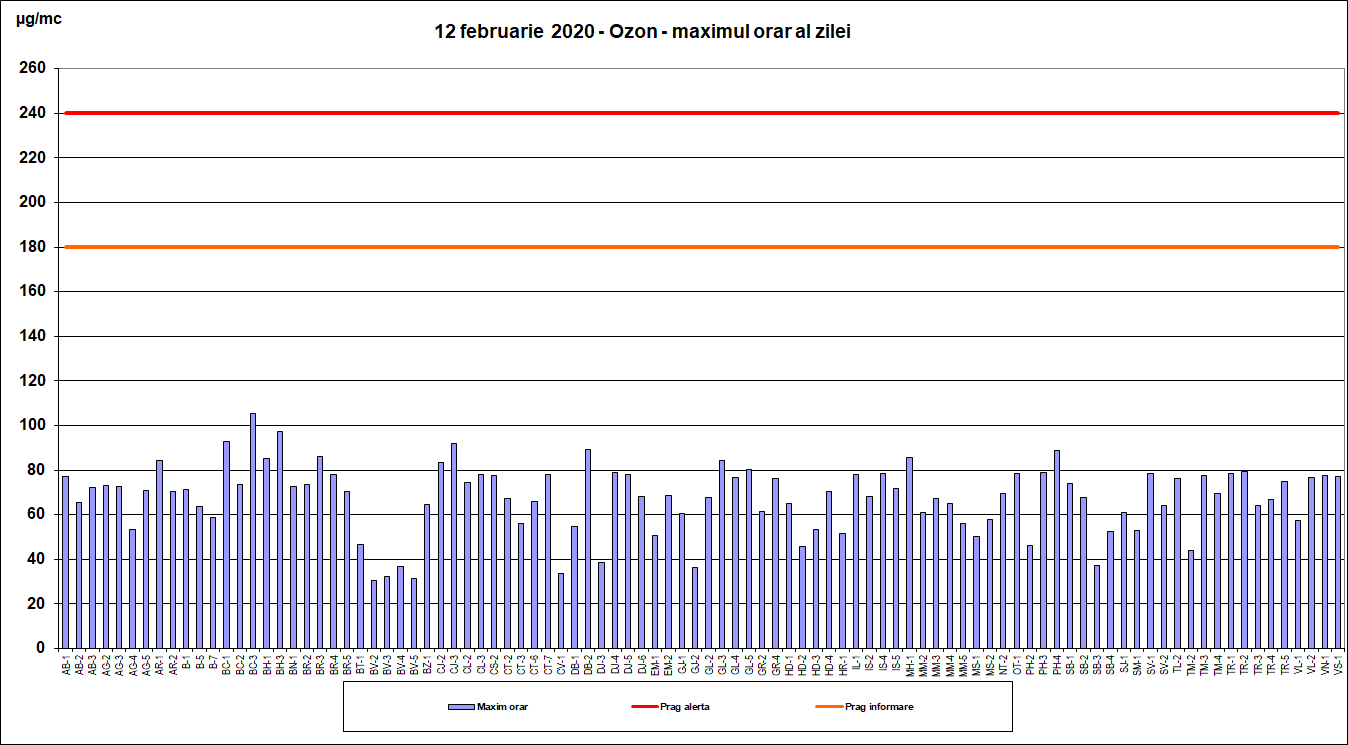 µg/mc
12 februarie 2020 - Ozon - maximul orar al zilei
260
240
220
200
180
160
140
120
100
80
60
40
20
0
AB-1
AB-2
AB-3
AG-2
AG-3
AG-4
AG-5
AR-1
AR-2
B-1
B-5
B-7
BC-1
BC-2
BC-3
BH-1
BH-3
BN-1
BR-2
BR-3
BR-4
BR-5
BT-1
BV-2
BV-3
BV-4
BV-5
BZ-1
CJ-2
CJ-3
CL-2
CL-3
CS-2
CT-2
CT-3
CT-6
CT-7
CV-1
DB-1
DB-2
DJ-3
DJ-4
DJ-5
DJ-6
EM-1
EM-2
GJ-1
GJ-2
GL-2
GL-3
GL-4
GL-5
GR-2
GR-4
HD-1
HD-2
HD-3
HD-4
HR-1
IL-1
IS-2
IS-4
IS-5
MH-1
MM-2
MM-3
MM-4
MM-5
MS-1
MS-2
NT-2
OT-1
PH-2
PH-3
PH-4
SB-1
SB-2
SB-3
SB-4
SJ-1
SM-1
SV-1
SV-2
TL-2
TM-2
TM-3
TM-4
TR-1
TR-2
TR-3
TR-4
TR-5
VL-1
VL-2
VN-1
VS-1
Maxim orar
Prag alerta
Prag informare